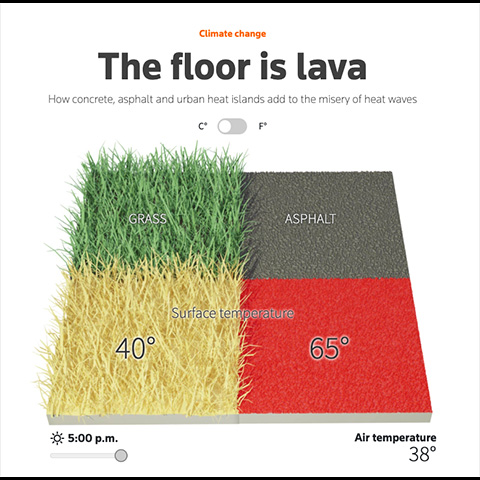 Climate change
The floor is lava
How concrete, asphalt and urban heat islands add to the misery of heat waves
C° F°
GRASS ASPHALT
Surface temperature
40° 65°
5:00 p.m. Air temperature
38°